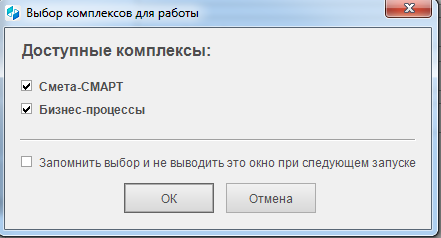 Выбор комплексов для работы
Доступные комплексы:
Смета-СМАРТ
Бизнес-процессы
Запомнить выбор и не выводить это окно при следующем запуске
ОК
Отмена